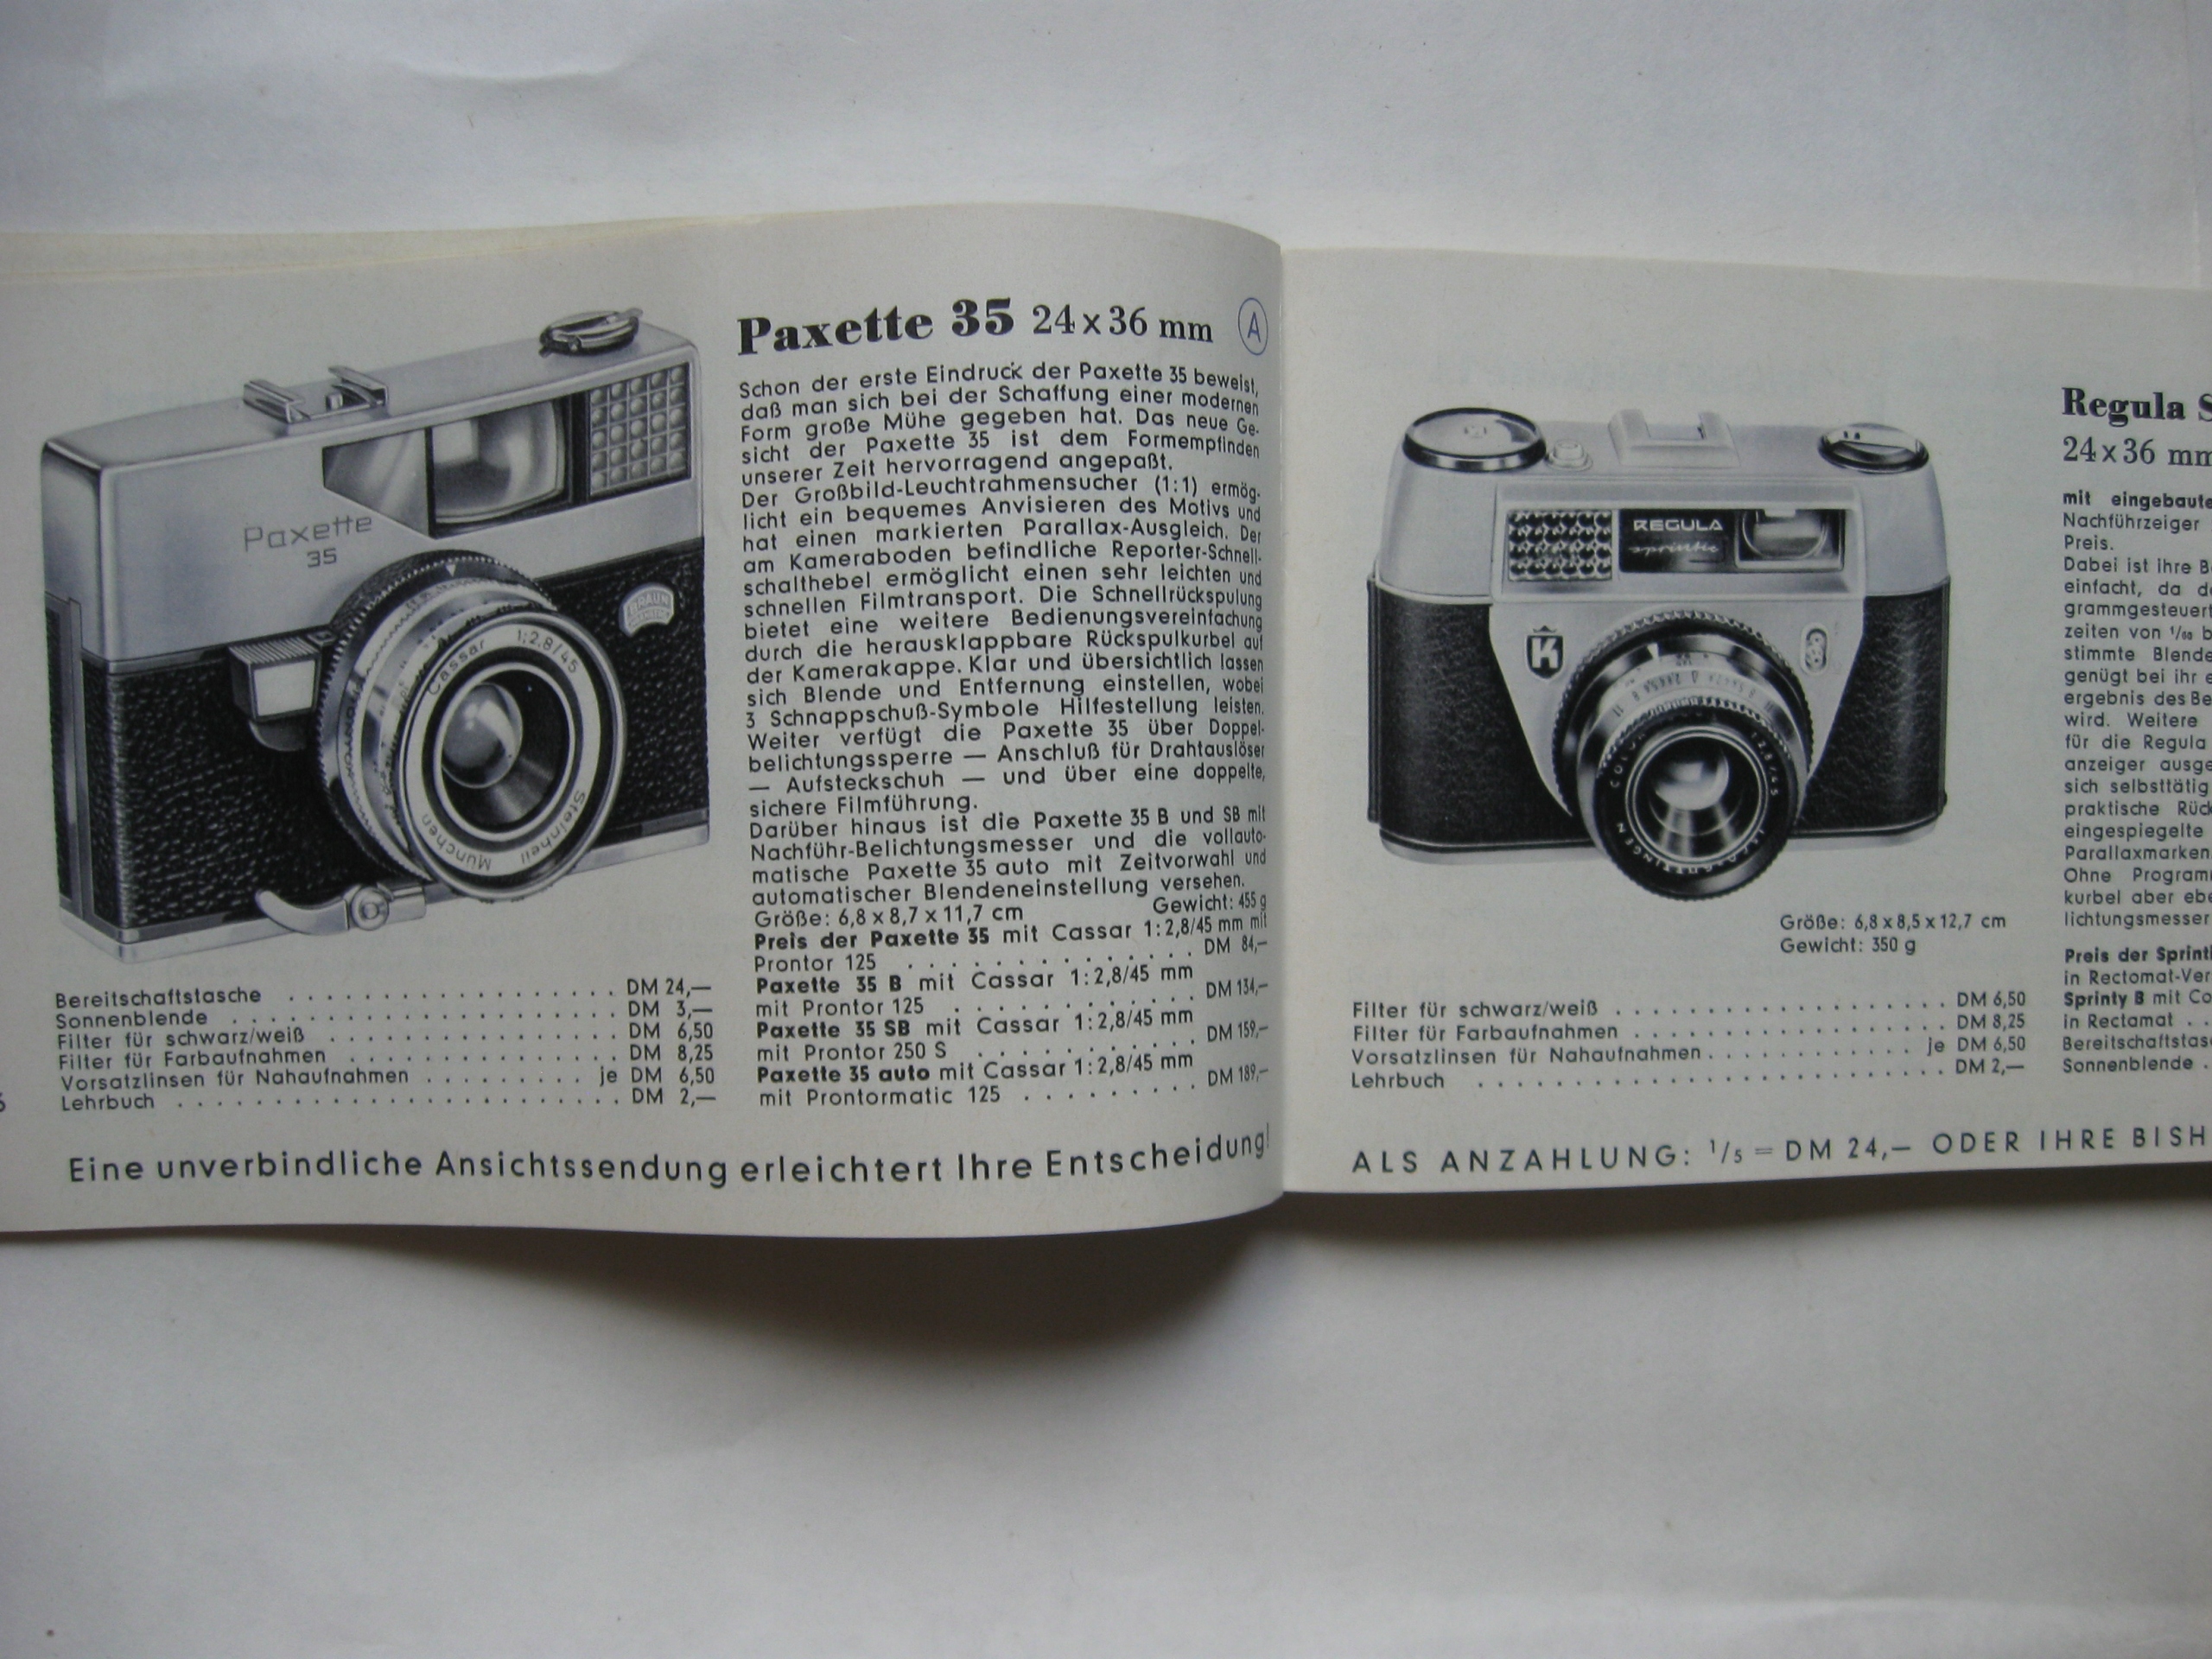 Paxette
35
BRAUN
Cassar 1:2,8/45
Steinheil München
Bereitschaftstasche . . . . . . . . . . . . . . . . . . DM 24,—
Sonnenblende . . . . . . . . . . . . . . . . . . . . . DM 3,—
Filter für schwarz/weiß . . . . . . . . . . . . . . . DM 6,50
Filter für Farbaufnahmen . . . . . . . . . . . . . . DM 8,25
Vorsatzlinsen für Nahaufnahmen . . . . . . . . . je DM 6,50
Lehrbuch . . . . . . . . . . . . . . . . . . . . . . . . DM 2,—
Paxette 35 24x36 mm A
Schon der erste Eindruck der Paxette 35 beweist,
daß man sich bei der Schaffung einer modernen
Form große Mühe gegeben hat. Das neue Ge-
sicht der Paxette 35 ist dem Formempfinden
unserer Zeit hervorragend angepaßt.
Der Großbild-Leuchtrahmensucher (1:1) ermög-
licht ein bequemes Anvisieren des Motivs und
hat einen markierten Parallax-Ausgleich. Der
am Kameraboden befindliche Reporter-Schnell-
schalthebel ermöglicht einen sehr leichten und
schnellen Filmtransport. Die Schnellrückspulung
bietet eine weitere Bedienungsvereinfachung
durch die herausklappbare Rückspulkurbel auf
der Kamerakappe. Klar und übersichtlich lassen
sich Blende und Entfernung einstellen, wobei
3 Schnappschuß-Symbole Hilfestellung leisten.
Weiter verfügt die Paxette 35 über Doppel-
belichtungssperre — Anschluß für Drahtauslöser
— Aufsteckschuh — und über eine doppelte,
sichere Filmführung.
Darüber hinaus ist die Paxette 35 B und SB mit
Nachführ-Belichtungsmesser und die vollauto-
matische Paxette 35 auto mit Zeitvorwahl und
automatischer Blendeneinstellung versehen.
Größe: 6,8 x 8,7 x 11,7 cm Gewicht: 455 g
Preis der Paxette 35 mit Cassar 1:2,8/45 mm mit
Prontor 125 . . . . . . . . . . . . . . . DM 84,—
Paxette 35 B mit Cassar 1:2,8/45 mm
mit Prontor 125 . . . . . . . . . . . . . DM 134,—
Paxette 35 SB mit Cassar 1:2,8/45 mm
mit Prontor 250 S . . . . . . . . . . . . DM 159,—
Paxette 35 auto mit Cassar 1:2,8/45 mm
mit Prontormatic 125 . . . . . . . . . DM 189,—
Eine unverbindliche Ansichtssendung erleichtert Ihre Entscheidung!
REGULA
sprintic
K
Größe: 6,8 x 8,5 x 12,7 cm
Gewicht: 350 g
Filter für schwarz/weiß . . . . . . . . . . . . . . . . . DM 6,50
Filter für Farbaufnahmen . . . . . . . . . . . . . . . . DM 8,25
Vorsatzlinsen für Nahaufnahmen . . . . . . . . . . . je DM 6,50
Lehrbuch . . . . . . . . . . . . . . . . . . . . . . . . . DM 2,—
Regula S
24x36 mm
mit eingebaute
Nachführzeiger
Preis.
Dabei ist ihre B
einfacht, da d
grammgesteuert
zeiten von 1/60 b
stimmte Blende
genügt bei ihr e
ergebnis des Be
wird. Weitere
für die Regula
anzeiger ausge
sich selbsttätig
praktische Rüc
eingespiegelte
Parallaxmarken
Ohne Program
kurbel aber ebe
lichtungsmesser
Preis der Sprinti
in Rectomat-Ver
Sprinty B mit Co
in Rectamat . .
Bereitschaftstas
Sonnenblende .
ALS ANZAHLUNG: 1/5 = DM 24,— ODER IHRE BISH